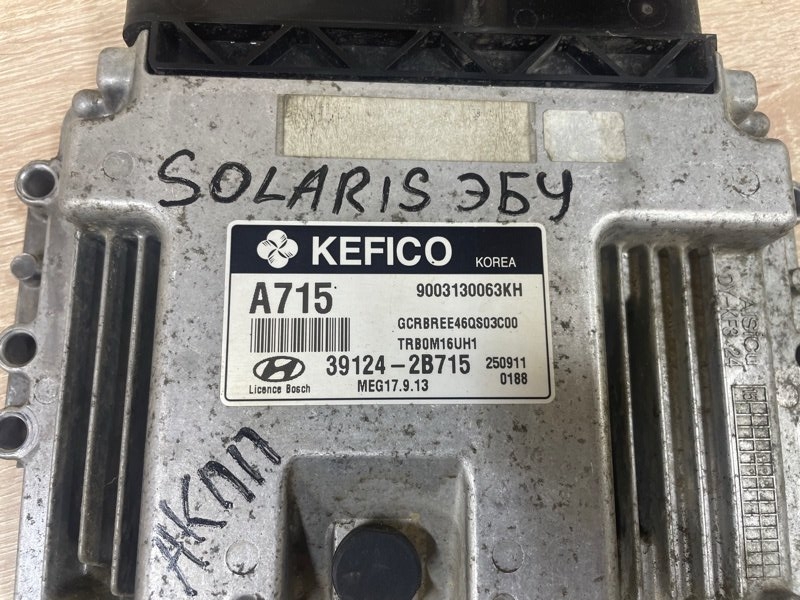 SOLARIS ЭБУ
KEFICO KOREA
A715 9003130063KH
GCRBREE46QS03C00
TRB0M16UH1
39124-2B715 250911
Licence Bosch MEG17.9.13 0188
АКПП